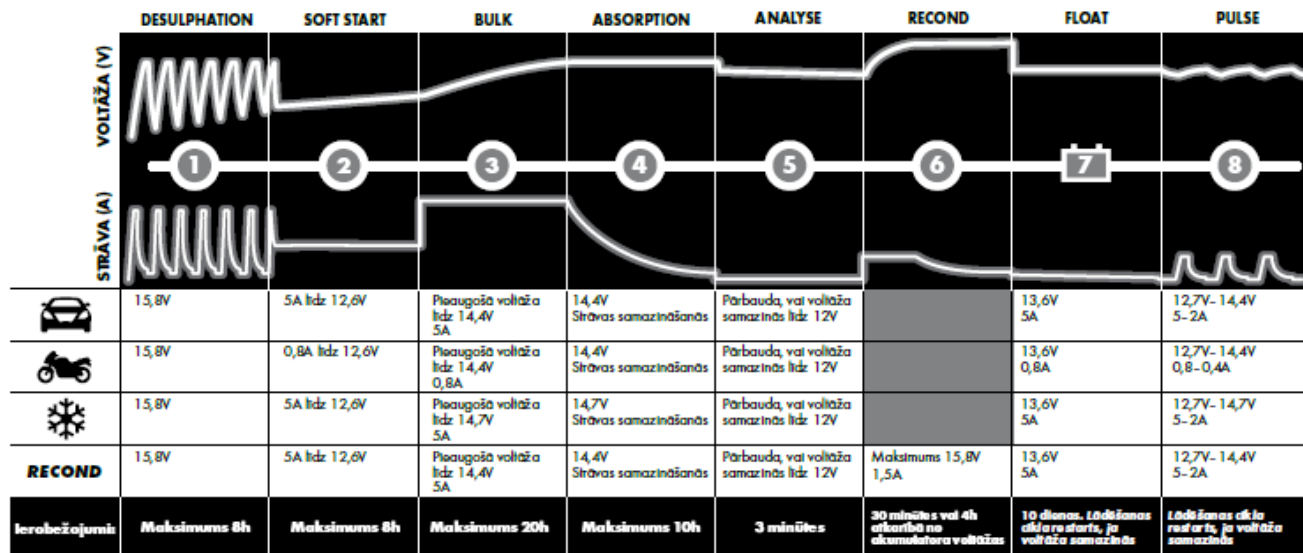 DESULPHATION SOFT START BULK ABSORPTION ANALYSE RECOND FLOAT PULSE
VOLTĀŽA (V)
1 2 3 4 5 6 7 8
STRĀVA (A)
15,8V
5A līdz 12,6V
Pieaugošā voltāža
līdz 14,4V
5A
14,4V
Strāvas samazināšanās
Pārbauda, vai voltāža
samazinās līdz 12V
13,6V
5A
12,7V–14,4V
5–2A
15,8V
0,8A līdz 12,6V
Pieaugošā voltāža
līdz 14,4V
0,8A
14,4V
Strāvas samazināšanās
Pārbauda, vai voltāža
samazinās līdz 12V
13,6V
0,8A
12,7V–14,4V
0,8–0,4A
15,8V
5A līdz 12,6V
Pieaugošā voltāža
līdz 14,7V
5A
14,7V
Strāvas samazināšanās
Pārbauda, vai voltāža
samazinās līdz 12V
13,6V
5A
12,7V–14,7V
5–2A
RECOND
15,8V
5A līdz 12,6V
Pieaugošā voltāža
līdz 14,4V
5A
14,4V
Strāvas samazināšanās
Pārbauda, vai voltāža
samazinās līdz 12V
Maksimums 15,8V
1,5A
13,6V
5A
12,7V–14,4V
5–2A
Ierobežojumi:
Maksimums 8h
Maksimums 8h
Maksimums 20h
Maksimums 10h
3 minūtes
30 minūtes vai 4h
atkarībā no
akumulatora voltāžas
10 dienas. Lādēšanas
cikla restarts, ja
voltāža samazinās
Lādēšanas cikla
restarts, ja voltāža
samazinās